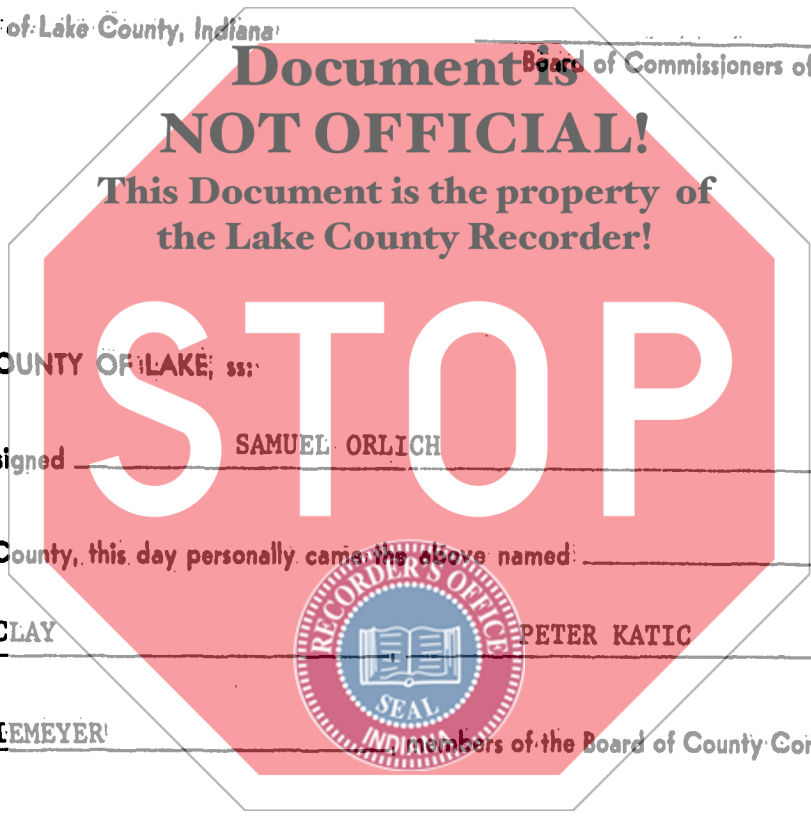 of Lake County, Indiana
Board of Commissioners of
Document is
NOT OFFICIAL!
This Document is the property of
the Lake County Recorder!
STOP
OUNTY OF LAKE, ss:
signed SAMUEL ORLICH
County, this day personally came the above named
CLAY , PETER KATIC
EMEYER , members of the Board of County Con
RECORDER'S OFFICE
SEAL
INDIANA